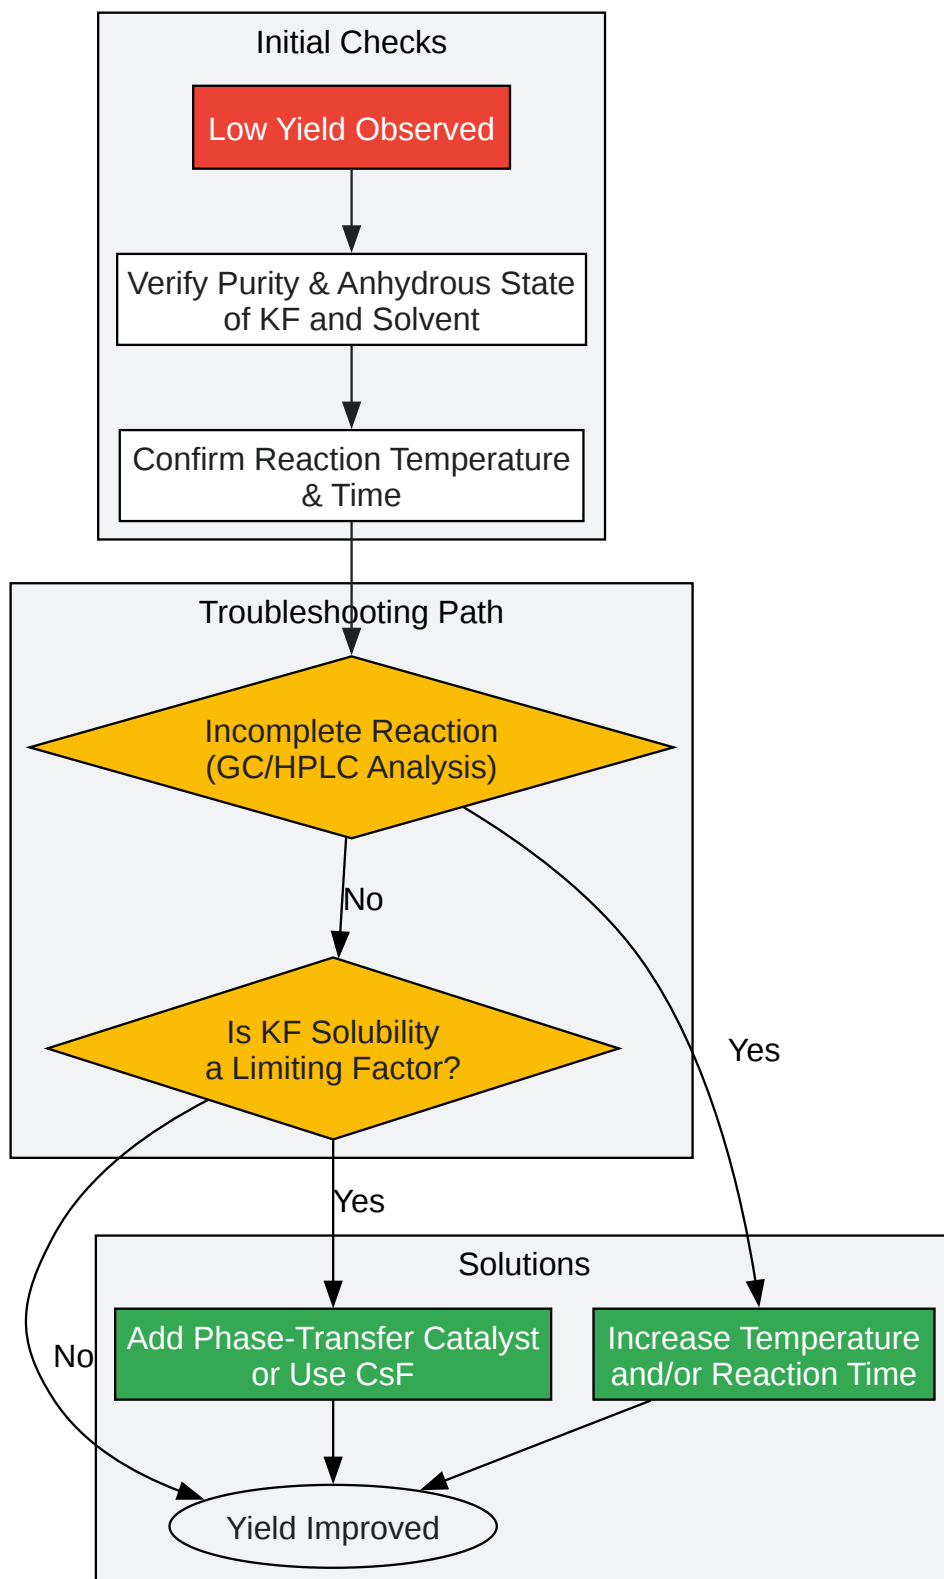 Initial Checks
Low Yield Observed
Verify Purity & Anhydrous State
of KF and Solvent
Confirm Reaction Temperature
& Time
Troubleshooting Path
Incomplete Reaction
(GC/HPLC Analysis)
No
Is KF Solubility
a Limiting Factor?
Yes
Yes
Solutions
Add Phase-Transfer Catalyst
or Use CsF
Increase Temperature
and/or Reaction Time
No
Yield Improved